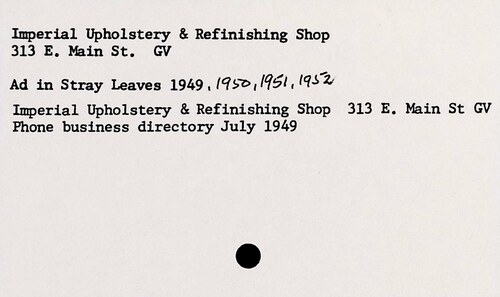 Imperial Upholstery & Refinishing Shop
313 E. Main St.  GV
Ad in Stray Leaves 1949, 1950, 1951, 1952
Imperial Upholstery & Refinishing Shop  313 E. Main St GV
Phone business directory July 1949